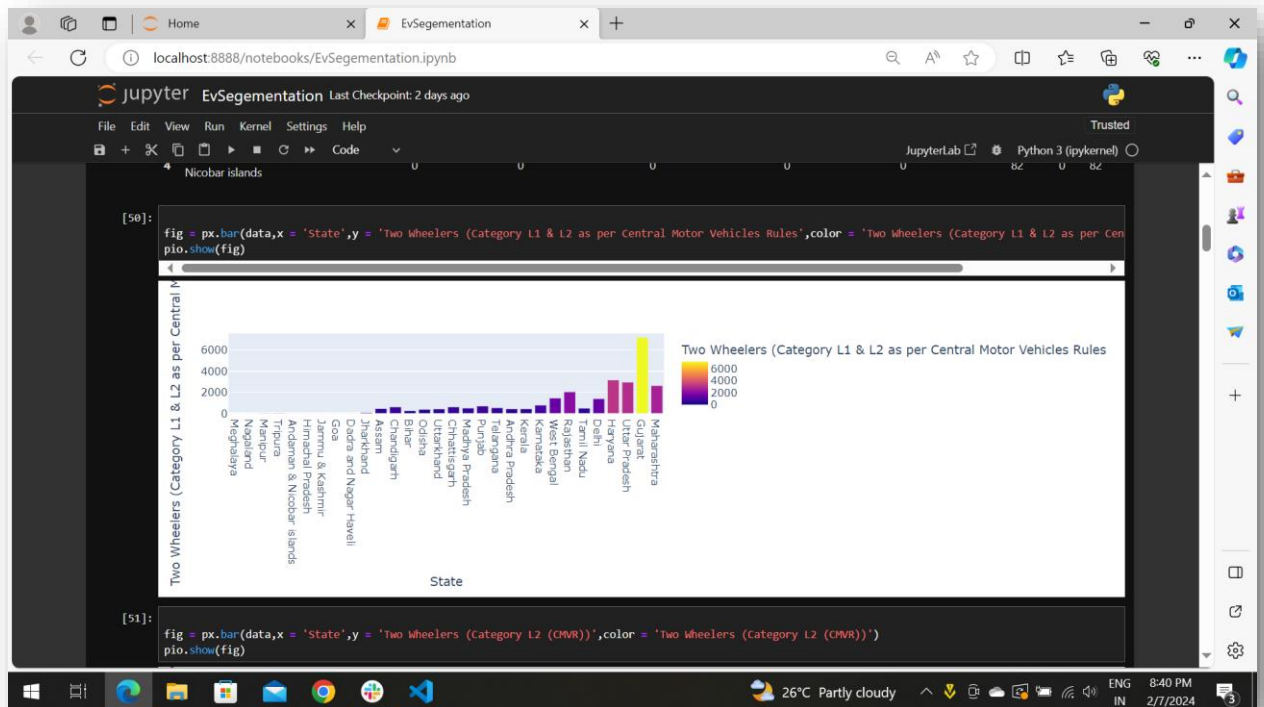 Home
EvSegementation
localhost:8888/notebooks/EvSegementation.ipynb
jupyter EvSegementation Last Checkpoint: 2 days ago
File Edit View Run Kernel Settings Help
Trusted
Code
JupyterLab
Python 3 (ipykernel)
4 Nicobar islands 0 0 0 0 0 82 0 82
[50]:
fig = px.bar(data,x = 'State',y = 'Two Wheelers (Category L1 & L2 as per Central Motor Vehicles Rules',color = 'Two Wheelers (Category L1 & L2 as per Cen
pio.show(fig)
Two Wheelers (Category L1 & L2 as per Central M
6000
4000
2000
0
Meghalaya
Nagaland
Manipur
Tripura
Andaman & Nicobar islands
Himachal Pradesh
Jammu & Kashmir
Goa
Dadra and Nagar Haveli
Jharkhand
Assam
Chandigarh
Bihar
Odisha
Uttarkhand
Chhattisgarh
Madhya Pradesh
Punjab
Telangana
Andhra Pradesh
Kerala
Karnataka
West Bengal
Rajasthan
Tamil Nadu
Delhi
Haryana
Uttar Pradesh
Gujarat
Maharashtra
State
Two Wheelers (Category L1 & L2 as per Central Motor Vehicles Rules
6000
4000
2000
0
[51]:
fig = px.bar(data,x = 'State',y = 'Two Wheelers (Category L2 (CMVR))',color = 'Two Wheelers (Category L2 (CMVR))')
pio.show(fig)
26°C Partly cloudy
ENG
IN
8:40 PM
2/7/2024
3